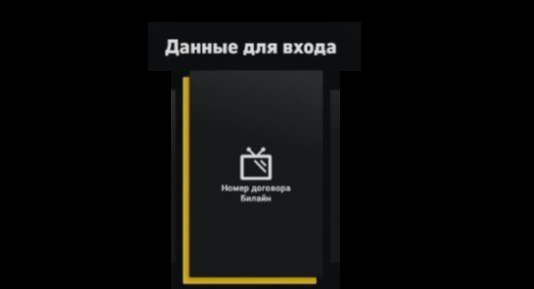 Данные для входа
Номер договора
Билайн